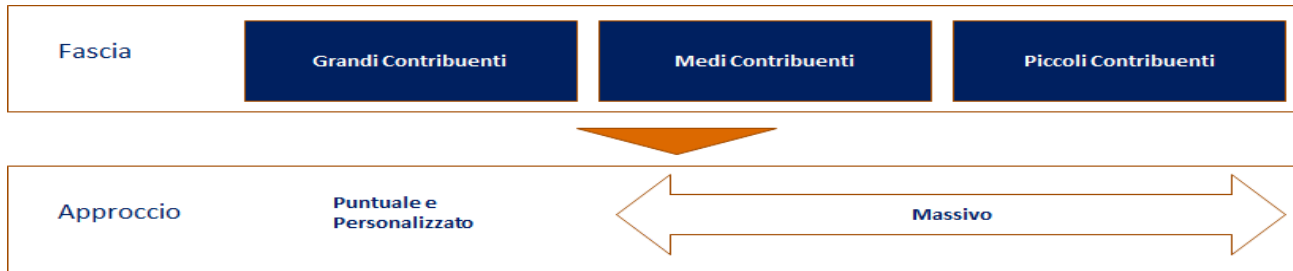 Fascia
Grandi Contribuenti
Medi Contribuenti
Piccoli Contribuenti
Approccio
Puntuale e
Personalizzato
Massivo